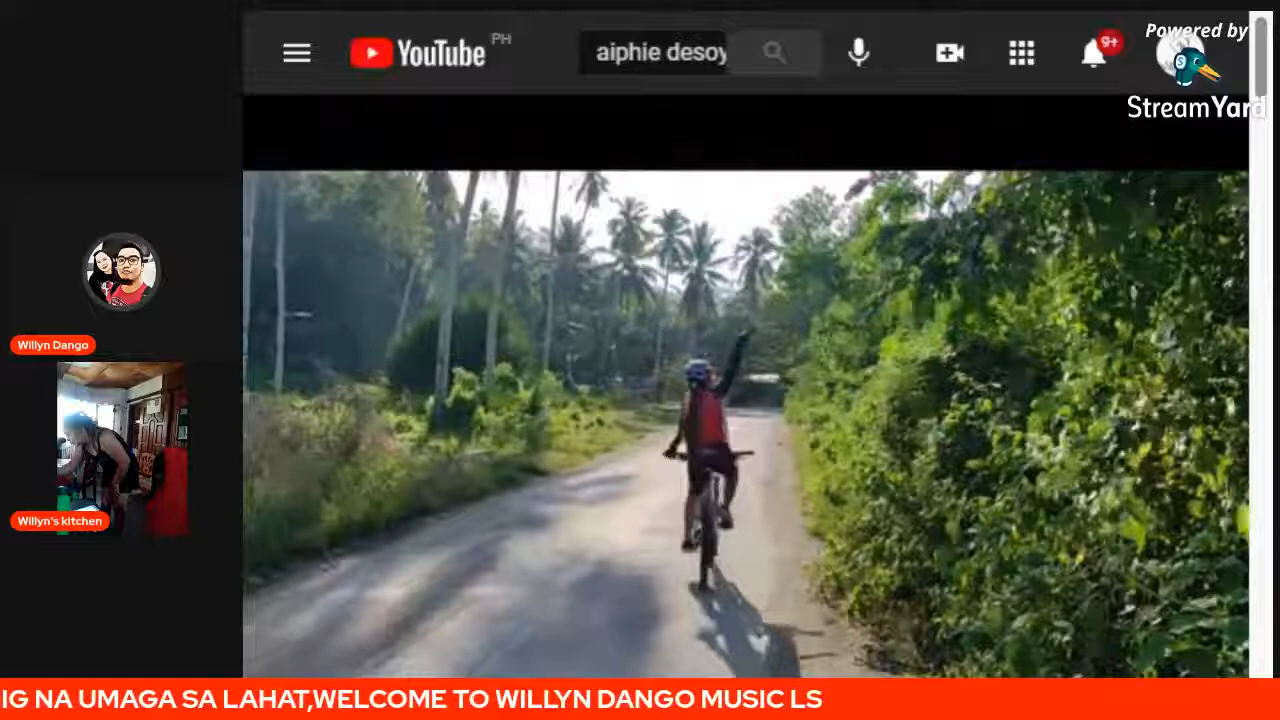 YouTube PH
aiphie desoy
9+
Powered by
StreamYard
Willyn Dango
Willyn's kitchen
IG NA UMAGA SA LAHAT,WELCOME TO WILLYN DANGO MUSIC LS